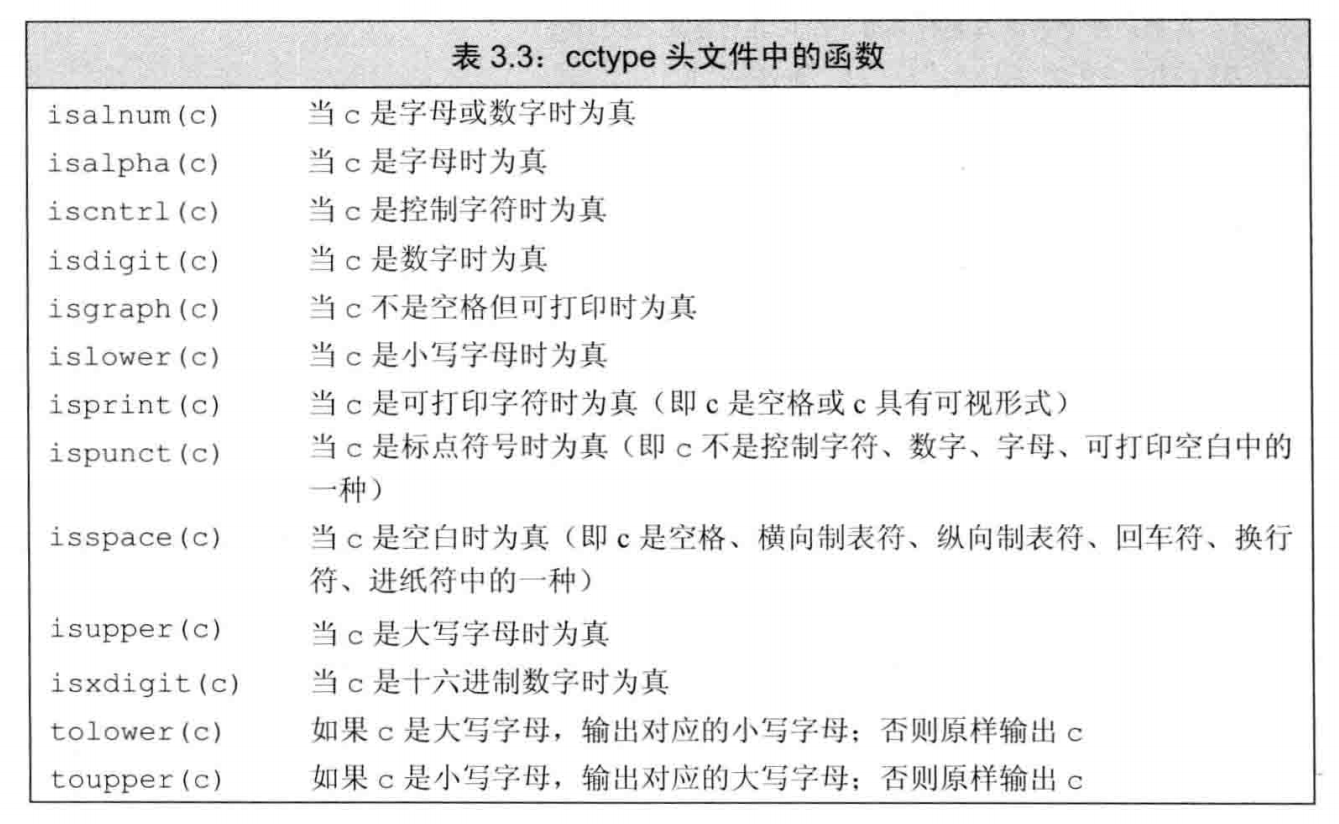 表 3.3：cctype 头文件中的函数
isalnum(c) 当 c 是字母或数字时为真
isalpha(c) 当 c 是字母时为真
iscntrl(c) 当 c 是控制字符时为真
isdigit(c) 当 c 是数字时为真
isgraph(c) 当 c 不是空格但可打印时为真
islower(c) 当 c 是小写字母时为真
isprint(c) 当 c 是可打印字符时为真（即 c 是空格或 c 具有可视形式）
ispunct(c) 当 c 是标点符号时为真（即 c 不是控制字符、数字、字母、可打印空白中的
一种）
isspace(c) 当 c 是空白时为真（即 c 是空格、横向制表符、纵向制表符、回车符、换行
符、进纸符中的一种）
isupper(c) 当 c 是大写字母时为真
isxdigit(c) 当 c 是十六进制数字时为真
tolower(c) 如果 c 是大写字母，输出对应的小写字母；否则原样输出 c
toupper(c) 如果 c 是小写字母，输出对应的大写字母；否则原样输出 c